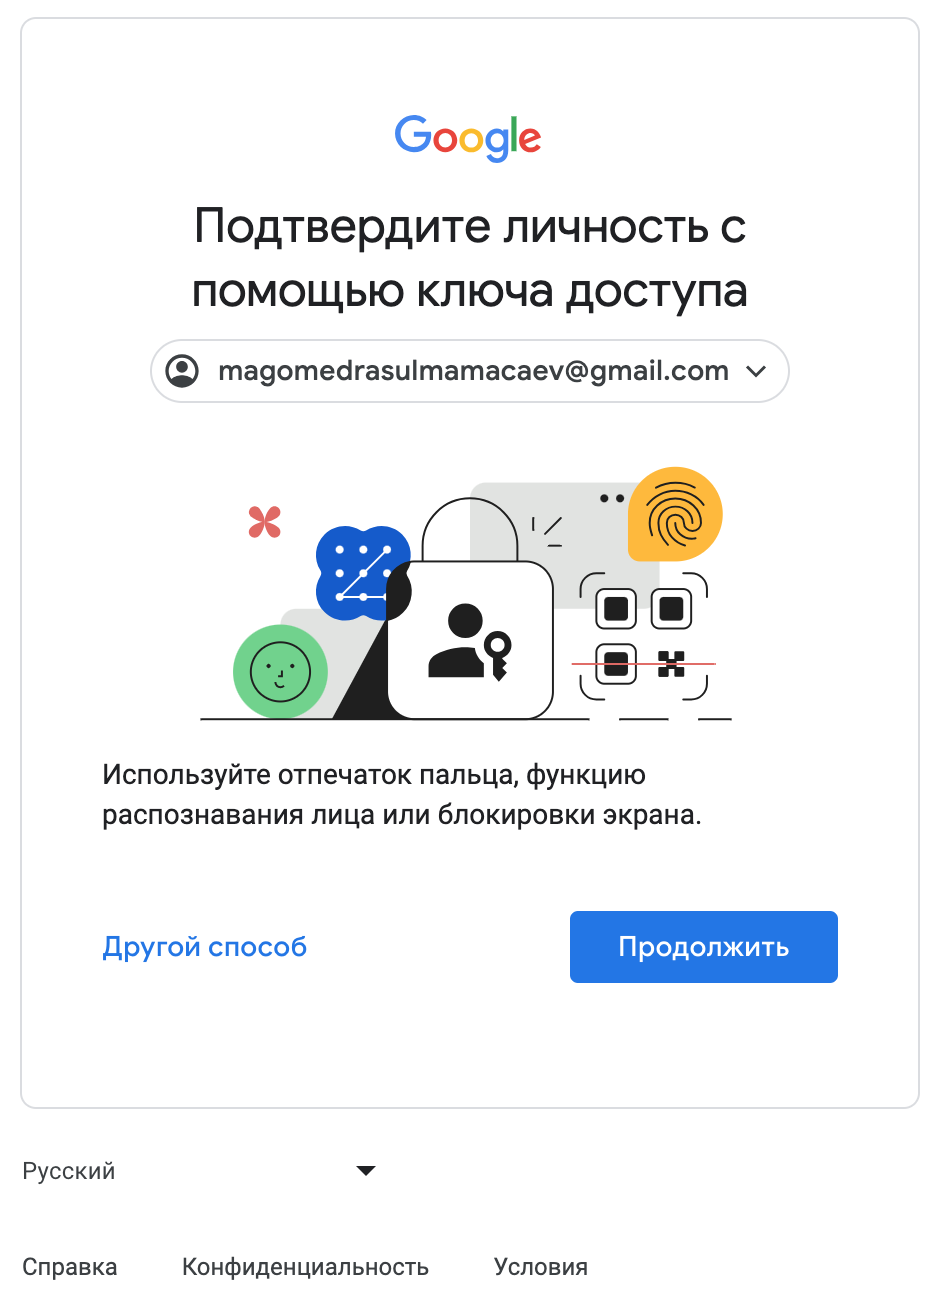 Google
Подтвердите личность с
помощью ключа доступа
magomedrasulmamacaev@gmail.com
Используйте отпечаток пальца, функцию
распознавания лица или блокировки экрана.
Другой способ
Продолжить
Русский
Справка
Конфиденциальность
Условия